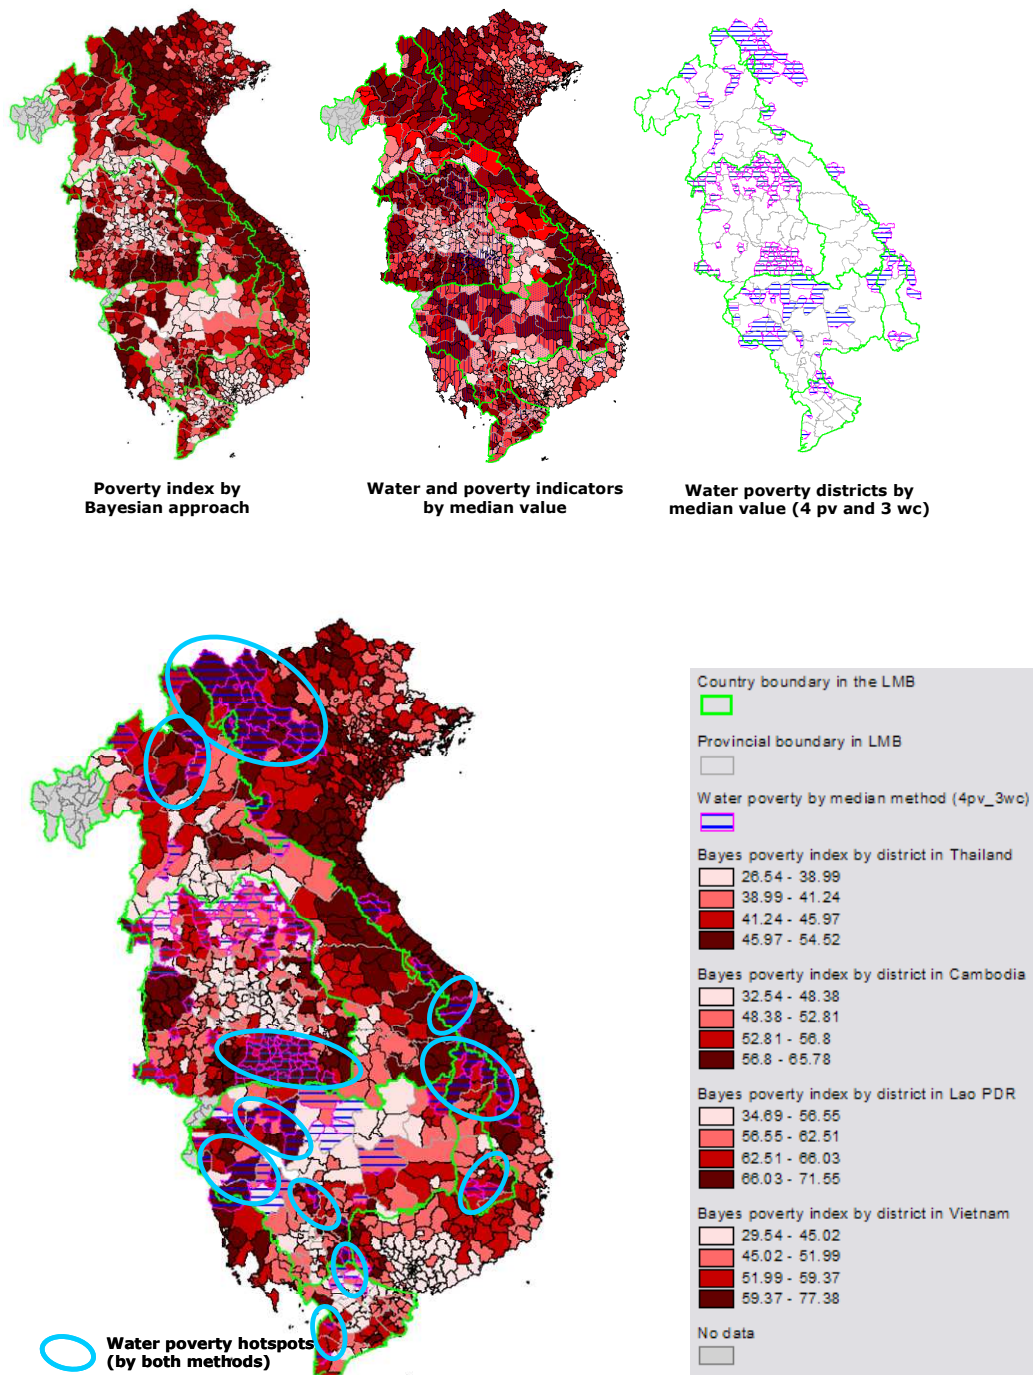 Poverty index by
Bayesian approach
Water and poverty indicators
by median value
Water poverty districts by
median value (4 pv and 3 wc)
Country boundary in the LMB
Provincial boundary in LMB
Water poverty by median method (4pv_3wc)
Bayes poverty index by district in Thailand
26.54 - 38.99
38.99 - 41.24
41.24 - 45.97
45.97 - 54.52
Bayes poverty index by district in Cambodia
32.54 - 48.38
48.38 - 52.81
52.81 - 56.8
56.8 - 65.78
Bayes poverty index by district in Lao PDR
34.69 - 56.55
56.55 - 62.51
62.51 - 66.03
66.03 - 71.55
Bayes poverty index by district in Vietnam
29.54 - 45.02
45.02 - 51.99
51.99 - 59.37
59.37 - 77.38
No data
Water poverty hotspots
(by both methods)